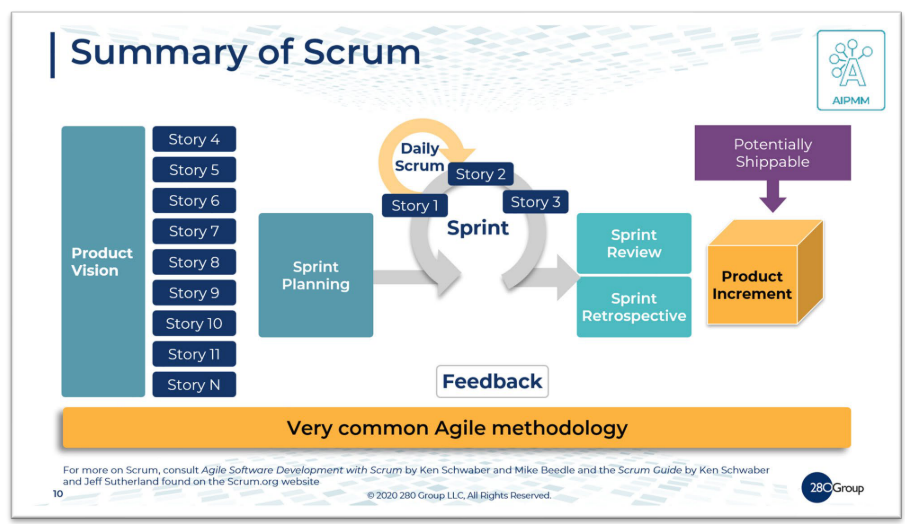 Summary of Scrum
AIPMM
Product
Vision
Story 4
Story 5
Story 6
Story 7
Story 8
Story 9
Story 10
Story 11
Story N
Sprint
Planning
Daily
Scrum
Story 1
Story 2
Story 3
Sprint
Sprint
Review
Sprint
Retrospective
Potentially
Shippable
Product
Increment
Feedback
Very common Agile methodology
For more on Scrum, consult Agile Software Development with Scrum by Ken Schwaber and Mike Beedle and the Scrum Guide by Ken Schwaber
and Jeff Sutherland found on the Scrum.org website
10
© 2020 280 Group LLC, All Rights Reserved.
280Group